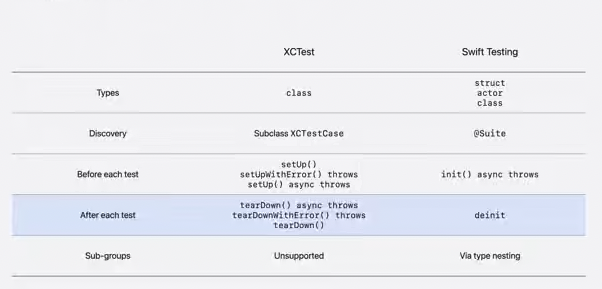 XCTest Swift Testing
Types class struct
actor
class
Discovery Subclass XCTestCase @Suite
Before each test setUp()
setUpWithError() throws
setUp() async throws init() async throws
After each test tearDown() async throws
tearDownWithError() throws
tearDown() deinit
Sub-groups Unsupported Via type nesting